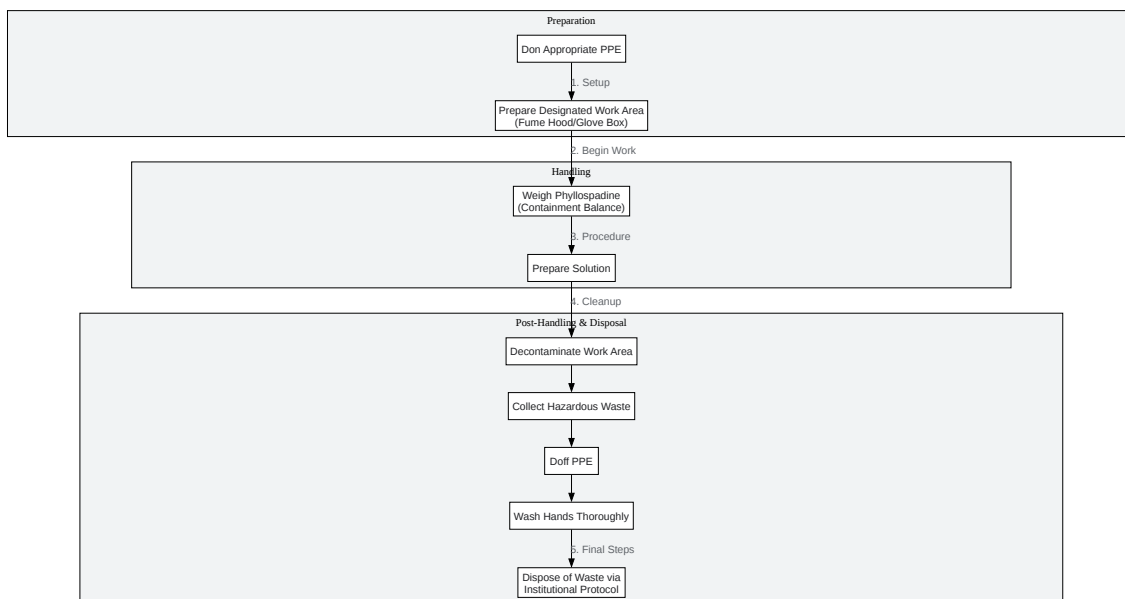 Preparation
Don Appropriate PPE
1. Setup
Prepare Designated Work Area
(Fume Hood/Glove Box)
2. Begin Work
Handling
Weigh Phyllospadine
(Containment Balance)
3. Procedure
Prepare Solution
4. Cleanup
Post-Handling & Disposal
Decontaminate Work Area
Collect Hazardous Waste
Doff PPE
Wash Hands Thoroughly
5. Final Steps
Dispose of Waste via
Institutional Protocol